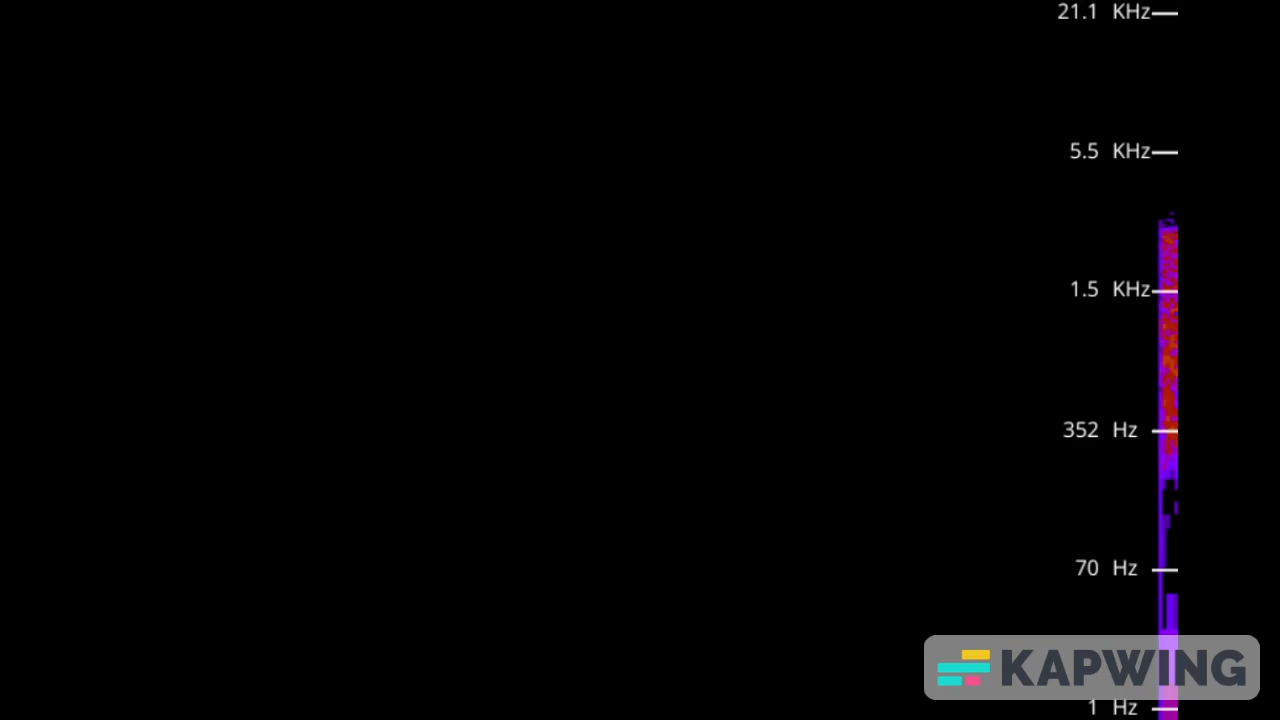 21.1 KHz
5.5 KHz
1.5 KHz
352 Hz
70 Hz
KAPWING
1 Hz